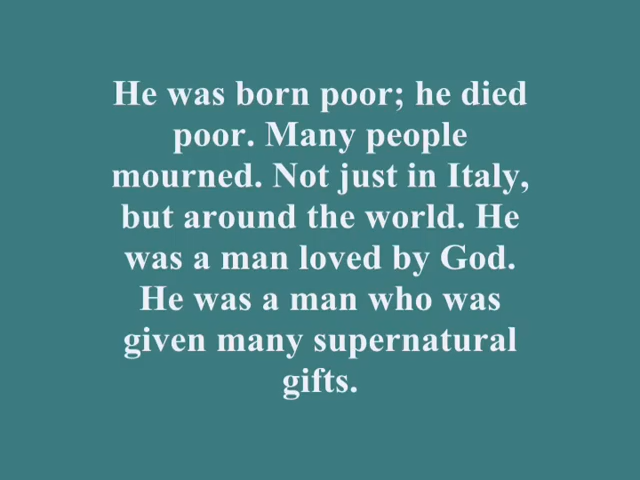 He was born poor; he died
poor. Many people
mourned. Not just in Italy,
but around the world. He
was a man loved by God.
He was a man who was
given many supernatural
gifts.